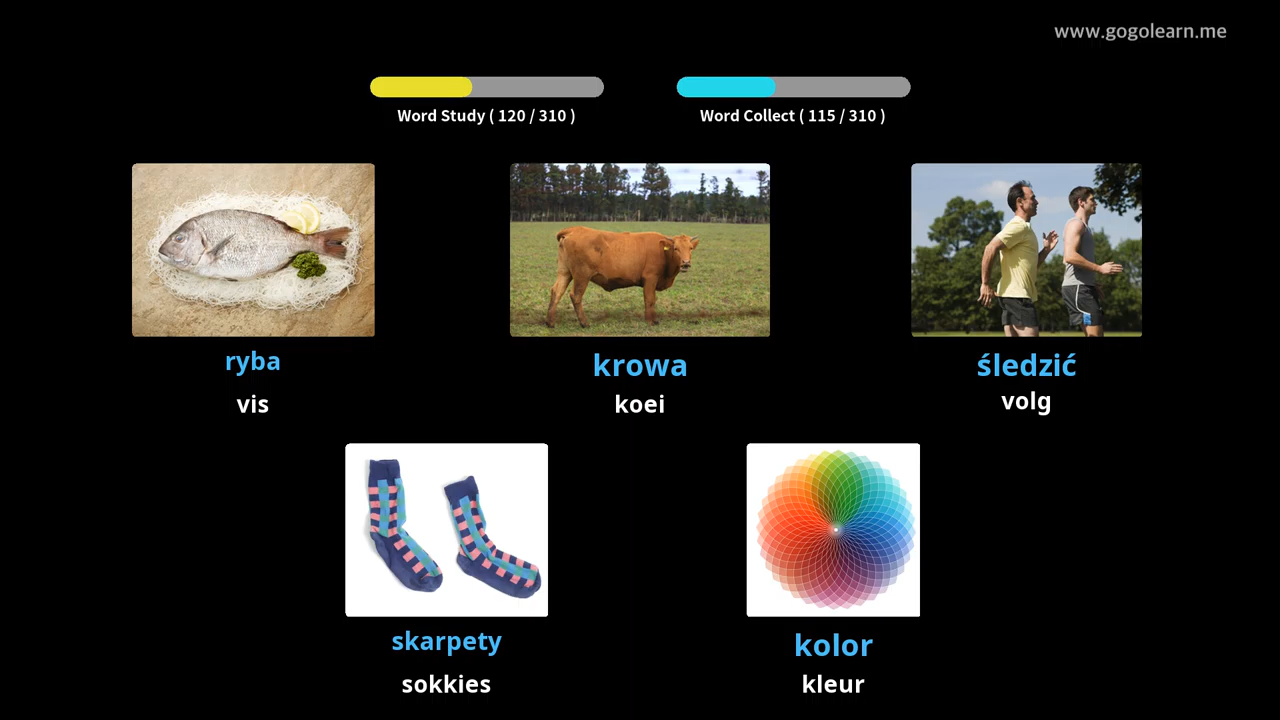 www.gogolearn.me
Word Study ( 120 / 310 )
Word Collect ( 115 / 310 )
ryba
krowa
śledzić
vis
koei
volg
skarpety
kolor
sokkies
kleur